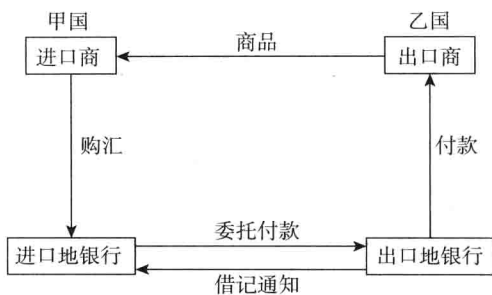 甲国
乙国
进口商
商品
出口商
购汇
付款
进口地银行
委托付款
出口地银行
借记通知